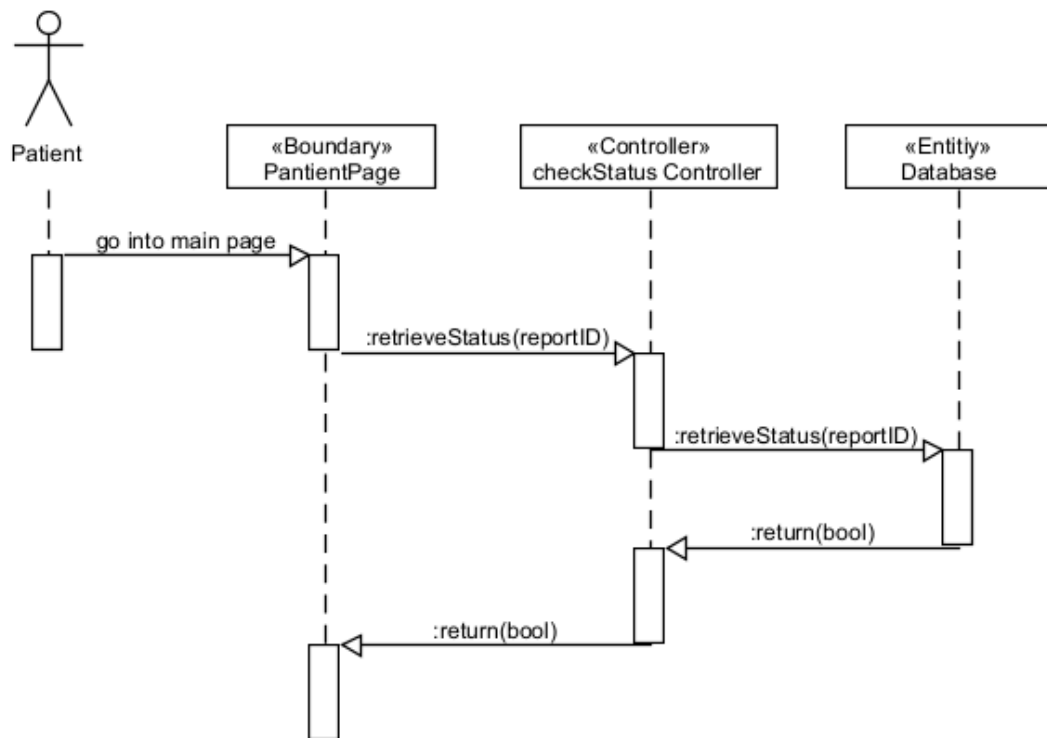 Patient
«Boundary»
PantientPage
«Controller»
checkStatus Controller
«Entitiy»
Database
go into main page
:retrieveStatus(reportID)
:retrieveStatus(reportID)
:return(bool)
:return(bool)